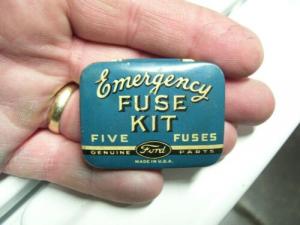 Emergency
FUSE
KIT
FIVE FUSES
GENUINE Ford PARTS
MADE IN U.S.A.